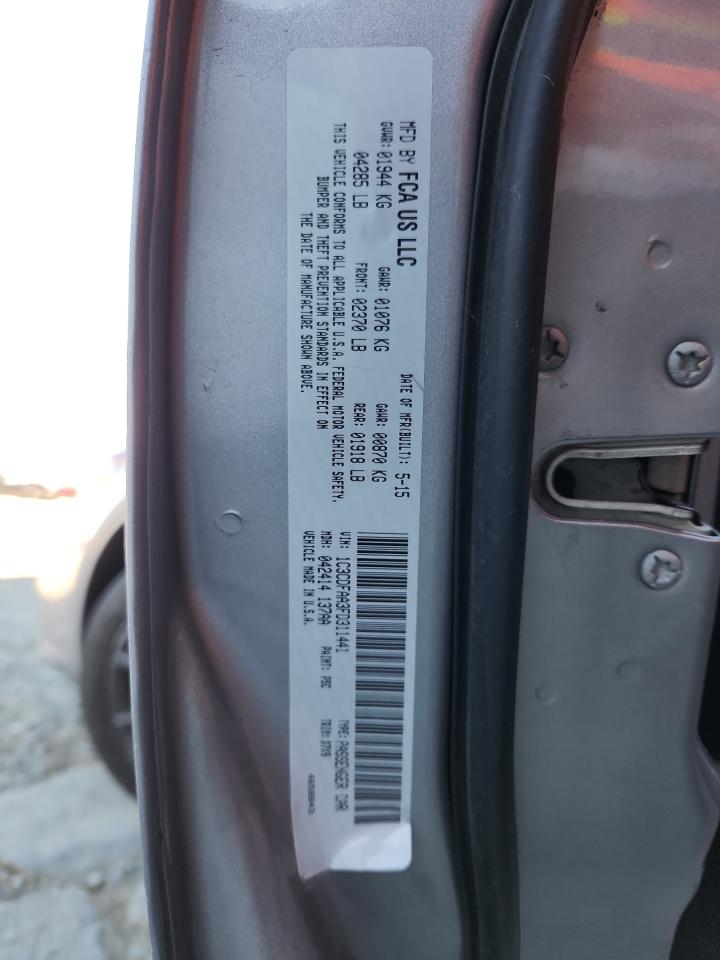 MFD BY FCA US LLC
DATE OF MFR(BUILT): 5-15
GVWR: 01944 KG
GAWR: 01076 KG
GAWR: 00870 KG
04285 LB
FRONT: 02370 LB
REAR: 01918 LB
THIS VEHICLE CONFORMS TO ALL APPLICABLE U.S.A. FEDERAL MOTOR VEHICLE SAFETY,
BUMPER AND THEFT PREVENTION STANDARDS IN EFFECT ON
THE DATE OF MANUFACTURE SHOWN ABOVE.
VIN: 1C3CDFAA3FD311441
TYPE: PASSENGER CAR
MDH: 042414 137AA
PAINT: PSC
TRIM: D7X9
VEHICLE MADE IN U.S.A.